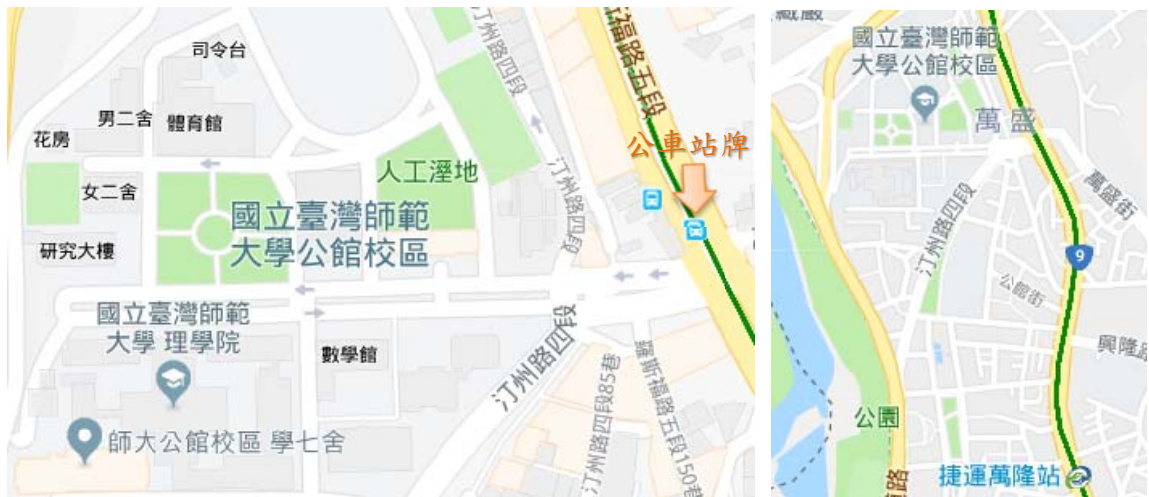 司令台
汀州路四段
羅斯福路五段
男二舍
體育館
花房
公車站牌
人工溼地
女二舍
汀州路四段
國立臺灣師範
大學公館校區
研究大樓
國立臺灣師範
大學 理學院
數學館
汀州路四段
汀州路四段85巷
羅斯福路五段150巷
師大公館校區 學七舍
國立臺灣師範
大學公館校區
萬盛
萬盛街
汀州路四段
9
公館街
興隆路
公園
路
捷運萬隆站